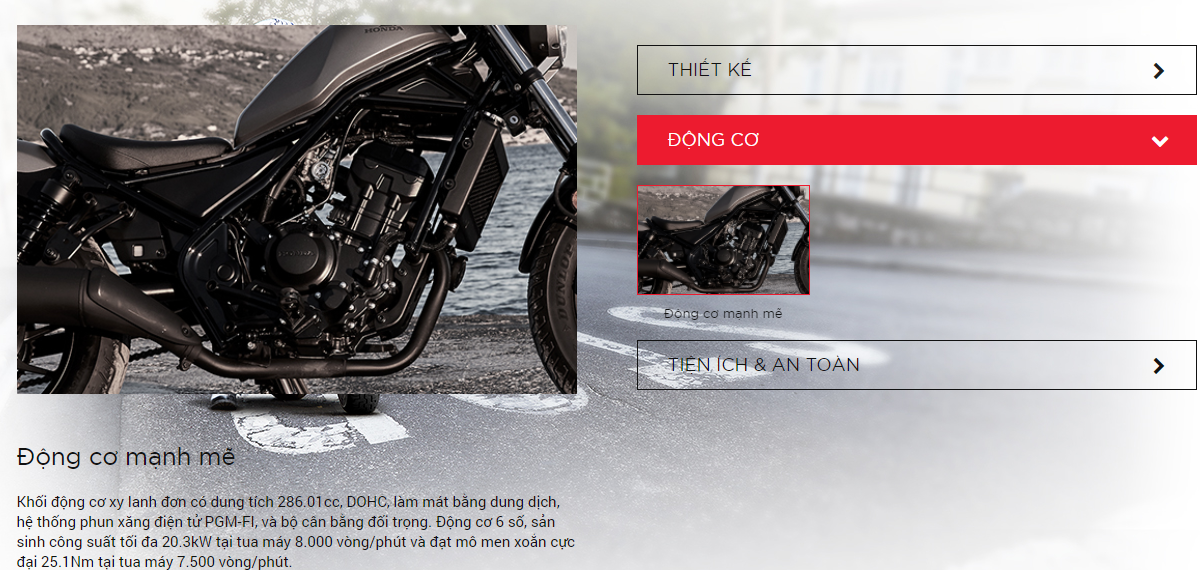 HONDA
THIẾT KẾ
ĐỘNG CƠ
Động cơ mạnh mẽ
TIỆN ÍCH & AN TOÀN
Động cơ mạnh mẽ
Khối động cơ xy lanh đơn có dung tích 286.01cc, DOHC, làm mát bằng dung dịch,
hệ thống phun xăng điện tử PGM-FI, và bộ cân bằng đối trọng. Động cơ 6 số, sản
sinh công suất tối đa 20.3kW tại tua máy 8.000 vòng/phút và đạt mô men xoắn cực
đại 25.1Nm tại tua máy 7.500 vòng/phút.
HONDA
DUNLOP